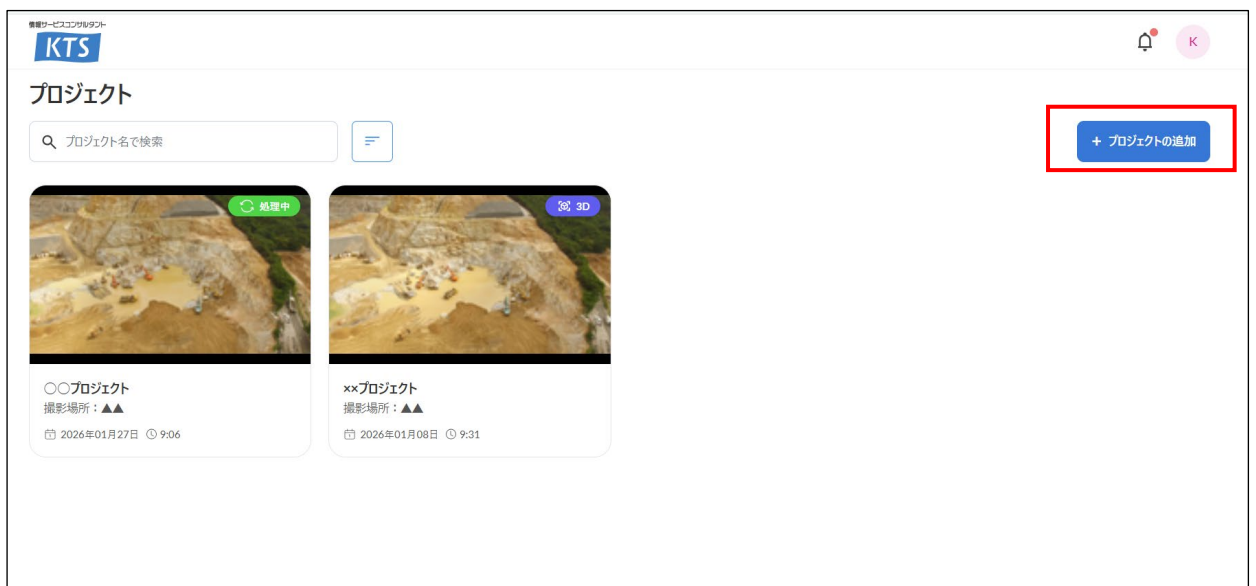 情報サービスコンサルタント
KTS
K
プロジェクト
プロジェクト名で検索
+ プロジェクトの追加
処理中
3D
○○プロジェクト
撮影場所：▲▲
2026年01月27日 9:06
××プロジェクト
撮影場所：▲▲
2026年01月08日 9:31